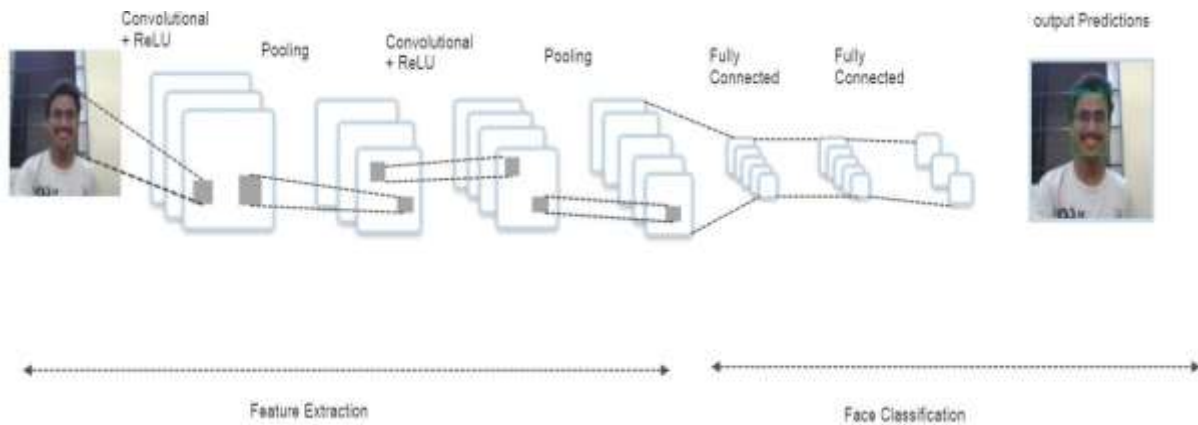 Convolutional
+ ReLU
Pooling
Convolutional
+ ReLU
Pooling
Fully
Connected
Fully
Connected
output Predictions
Feature Extraction
Face Classification